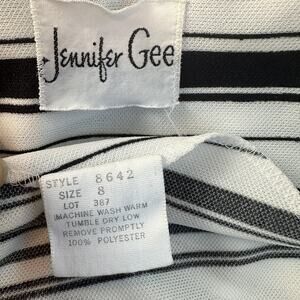 Jennifer Gee
STYLE 8642
SIZE 8
LOT 387
MACHINE WASH WARM
TUMBLE DRY LOW
REMOVE PROMPTLY
100% POLYESTER